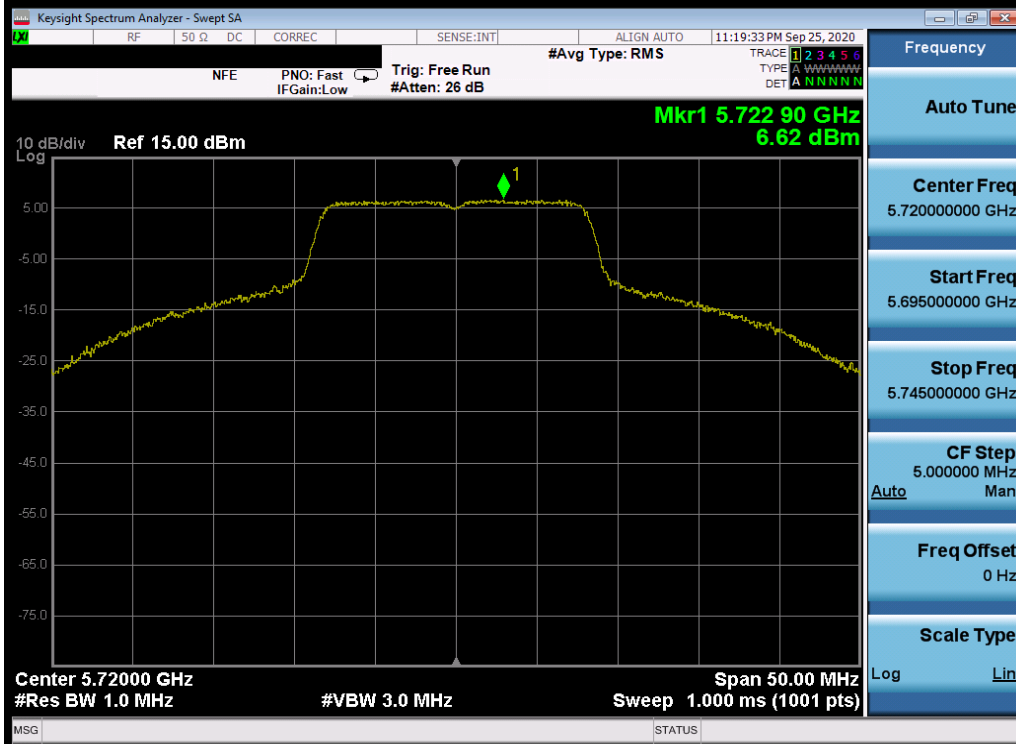 Keysight Spectrum Analyzer - Swept SA
LXI
RF 50 Ω DC CORREC SENSE:INT ALIGN AUTO 11:19:33 PM Sep 25, 2020
NFE PNO: Fast Trig: Free Run #Avg Type: RMS TRACE 1 2 3 4 5 6
IFGain:Low #Atten: 26 dB TYPE A WWWWW
DET A N N N N N
Mkr1 5.722 90 GHz
6.62 dBm
10 dB/div Ref 15.00 dBm
Log
1
5.00
-5.00
-15.0
-25.0
-35.0
-45.0
-55.0
-65.0
-75.0
Center 5.72000 GHz Span 50.00 MHz
#Res BW 1.0 MHz #VBW 3.0 MHz Sweep 1.000 ms (1001 pts)
MSG STATUS
Frequency
Auto Tune
Center Freq
5.720000000 GHz
Start Freq
5.695000000 GHz
Stop Freq
5.745000000 GHz
CF Step
5.000000 MHz
Auto Man
Freq Offset
0 Hz
Scale Type
Log Lin